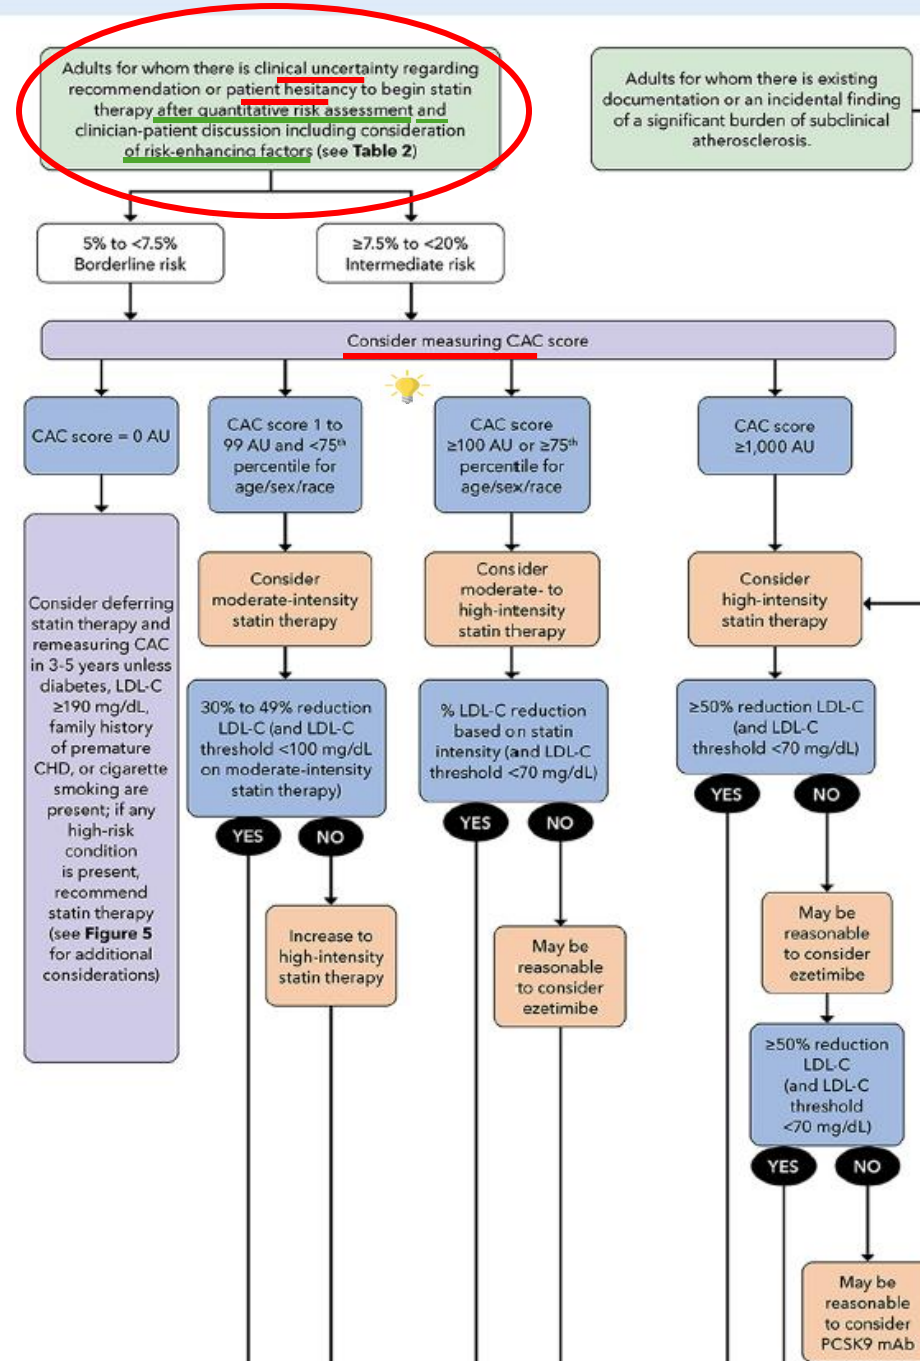 Adults for whom there is clinical uncertainty regarding
recommendation or patient hesitancy to begin statin
therapy after quantitative risk assessment and
clinician-patient discussion including consideration
of risk-enhancing factors (see Table 2)
Adults for whom there is existing
documentation or an incidental finding
of a significant burden of subclinical
atherosclerosis.
5% to <7.5%
Borderline risk
≥7.5% to <20%
Intermediate risk
Consider measuring CAC score
CAC score = 0 AU
CAC score 1 to
99 AU and <75th
percentile for
age/sex/race
CAC score
≥100 AU or ≥75th
percentile for
age/sex/race
CAC score
≥1,000 AU
Consider deferring
statin therapy and
remeasuring CAC
in 3-5 years unless
diabetes, LDL-C
≥190 mg/dL,
family history
of premature
CHD, or cigarette
smoking are
present; if any
high-risk
condition
is present,
recommend
statin therapy
(see Figure 5
for additional
considerations)
Consider
moderate-intensity
statin therapy
Consider
moderate- to
high-intensity
statin therapy
Consider
high-intensity
statin therapy
30% to 49% reduction
LDL-C (and LDL-C
threshold <100 mg/dL
on moderate-intensity
statin therapy)
% LDL-C reduction
based on statin
intensity (and LDL-C
threshold <70 mg/dL)
≥50% reduction LDL-C
(and LDL-C
threshold <70 mg/dL)
YES
NO
YES
NO
YES
NO
Increase to
high-intensity
statin therapy
May be
reasonable
to consider
ezetimibe
May be
reasonable
to consider
ezetimibe
≥50% reduction
LDL-C
(and LDL-C
threshold
<70 mg/dL)
YES
NO
May be
reasonable
to consider
PCSK9 mAb